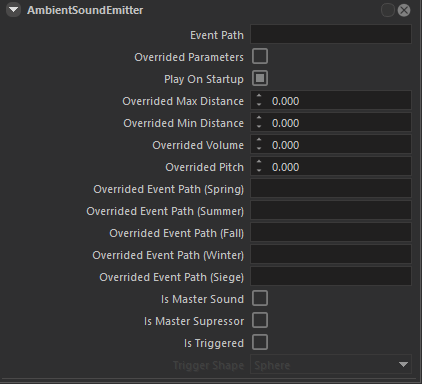 AmbientSoundEmitter
Event Path
Overrided Parameters
Play On Startup
Overrided Max Distance 0.000
Overrided Min Distance 0.000
Overrided Volume 0.000
Overrided Pitch 0.000
Overrided Event Path (Spring)
Overrided Event Path (Summer)
Overrided Event Path (Fall)
Overrided Event Path (Winter)
Overrided Event Path (Siege)
Is Master Sound
Is Master Supressor
Is Triggered
Trigger Shape Sphere